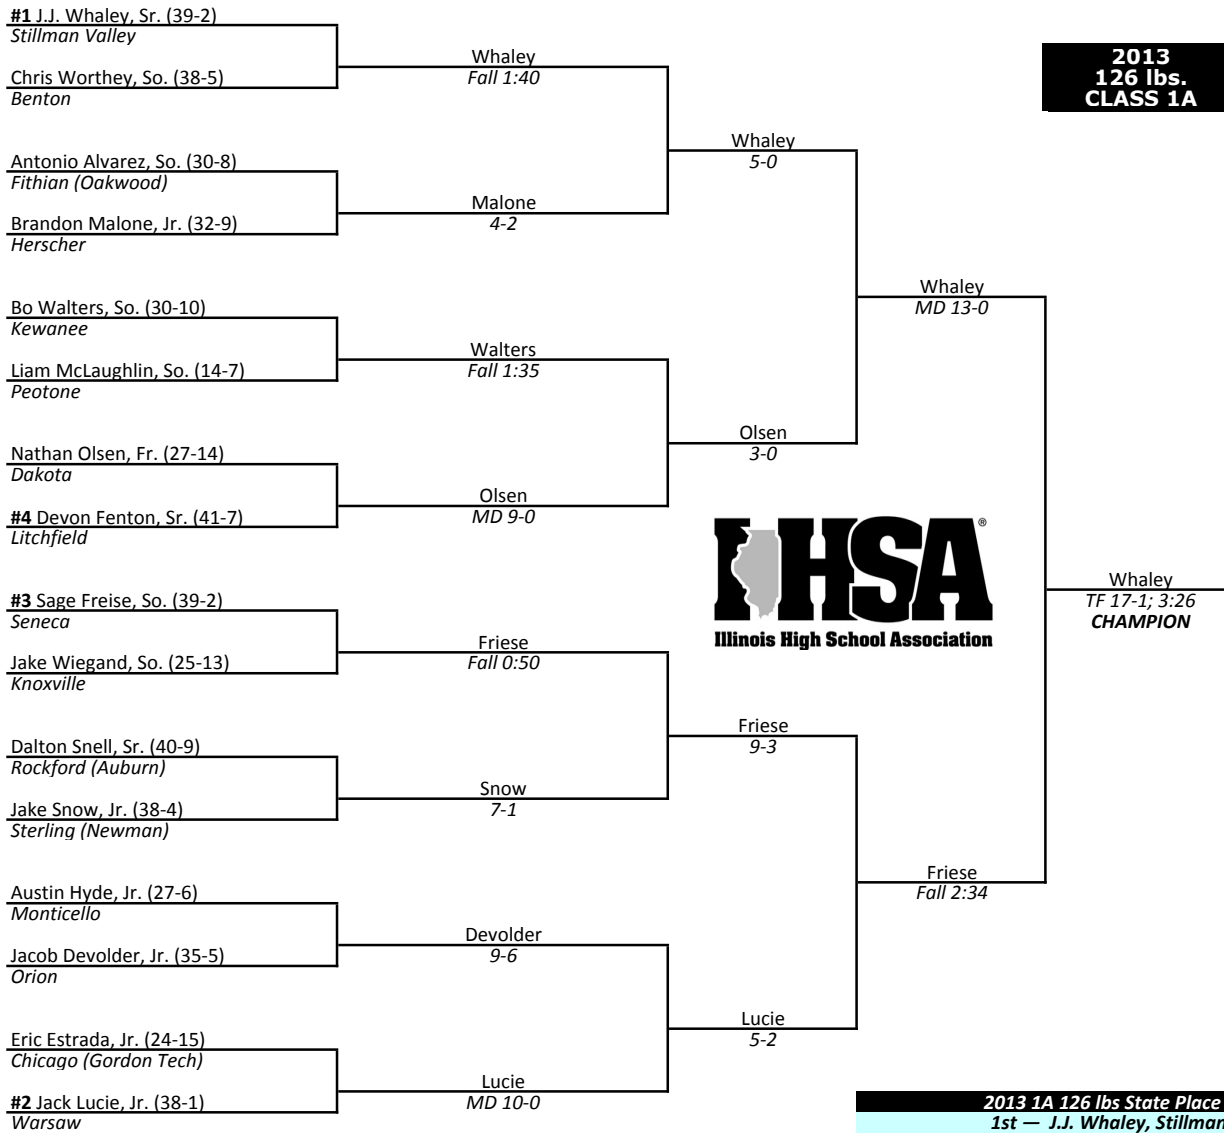 #1 J.J. Whaley, Sr. (39-2)
Stillman Valley
Chris Worthey, So. (38-5)
Benton
Antonio Alvarez, So. (30-8)
Fithian (Oakwood)
Brandon Malone, Jr. (32-9)
Herscher
Bo Walters, So. (30-10)
Kewanee
Liam McLaughlin, So. (14-7)
Peotone
Nathan Olsen, Fr. (27-14)
Dakota
#4 Devon Fenton, Sr. (41-7)
Litchfield
#3 Sage Freise, So. (39-2)
Seneca
Jake Wiegand, So. (25-13)
Knoxville
Dalton Snell, Sr. (40-9)
Rockford (Auburn)
Jake Snow, Jr. (38-4)
Sterling (Newman)
Austin Hyde, Jr. (27-6)
Monticello
Jacob Devolder, Jr. (35-5)
Orion
Eric Estrada, Jr. (24-15)
Chicago (Gordon Tech)
#2 Jack Lucie, Jr. (38-1)
Warsaw
Whaley
Fall 1:40
Malone
4-2
Walters
Fall 1:35
Olsen
MD 9-0
Friese
Fall 0:50
Snow
7-1
Devolder
9-6
Lucie
MD 10-0
Whaley
5-0
Olsen
3-0
Friese
9-3
Lucie
5-2
Whaley
MD 13-0
Friese
Fall 2:34
Whaley
TF 17-1; 3:26
CHAMPION
2013
126 lbs.
CLASS 1A
IHSA®
Illinois High School Association
2013 1A 126 lbs State Place
1st — J.J. Whaley, Stillman